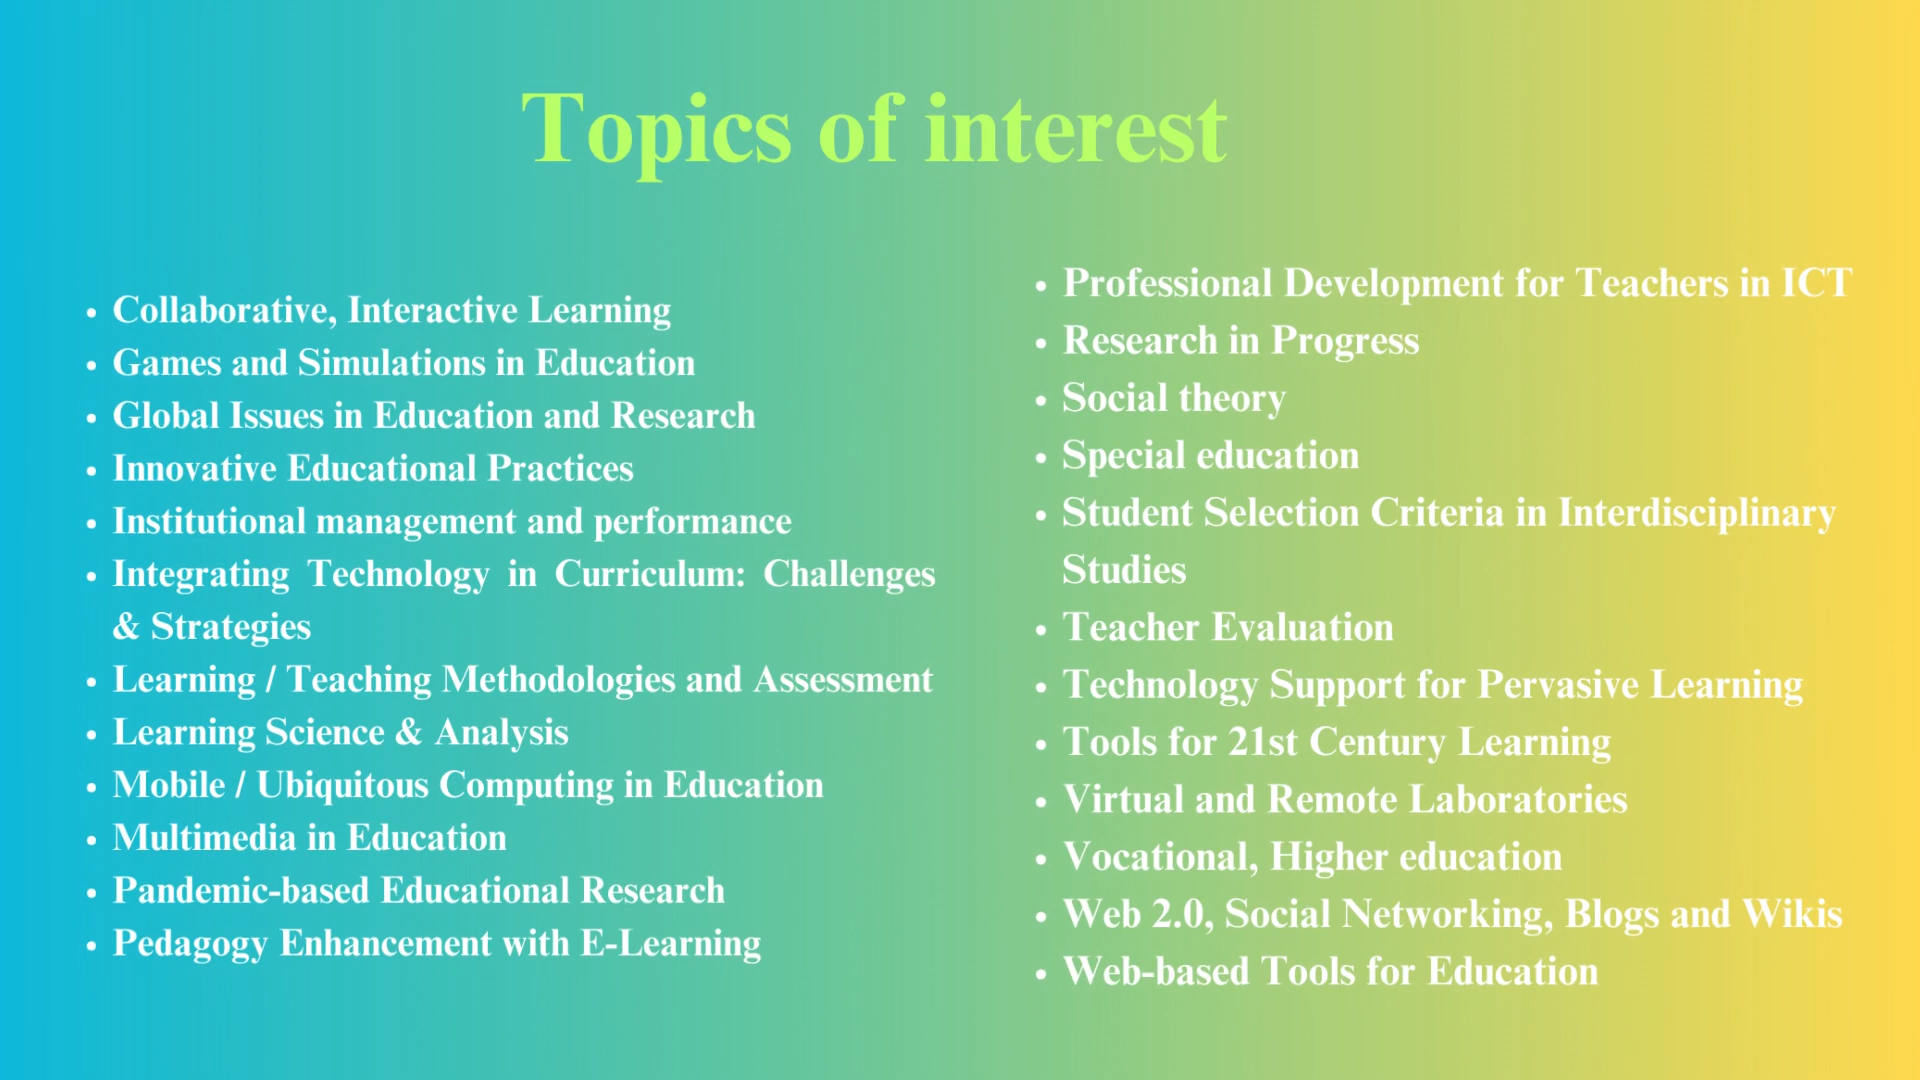 Topics of interest
• Collaborative, Interactive Learning
• Games and Simulations in Education
• Global Issues in Education and Research
• Innovative Educational Practices
• Institutional management and performance
• Integrating Technology in Curriculum: Challenges
& Strategies
• Learning / Teaching Methodologies and Assessment
• Learning Science & Analysis
• Mobile / Ubiquitous Computing in Education
• Multimedia in Education
• Pandemic-based Educational Research
• Pedagogy Enhancement with E-Learning
• Professional Development for Teachers in ICT
• Research in Progress
• Social theory
• Special education
• Student Selection Criteria in Interdisciplinary
Studies
• Teacher Evaluation
• Technology Support for Pervasive Learning
• Tools for 21st Century Learning
• Virtual and Remote Laboratories
• Vocational, Higher education
• Web 2.0, Social Networking, Blogs and Wikis
• Web-based Tools for Education